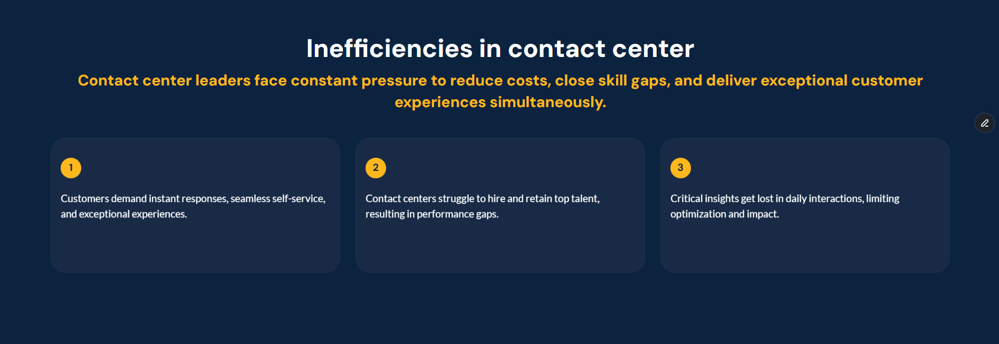 Inefficiencies in contact center
Contact center leaders face constant pressure to reduce costs, close skill gaps, and deliver exceptional customer
experiences simultaneously.
1
Customers demand instant responses, seamless self-service,
and exceptional experiences.
2
Contact centers struggle to hire and retain top talent,
resulting in performance gaps.
3
Critical insights get lost in daily interactions, limiting
optimization and impact.